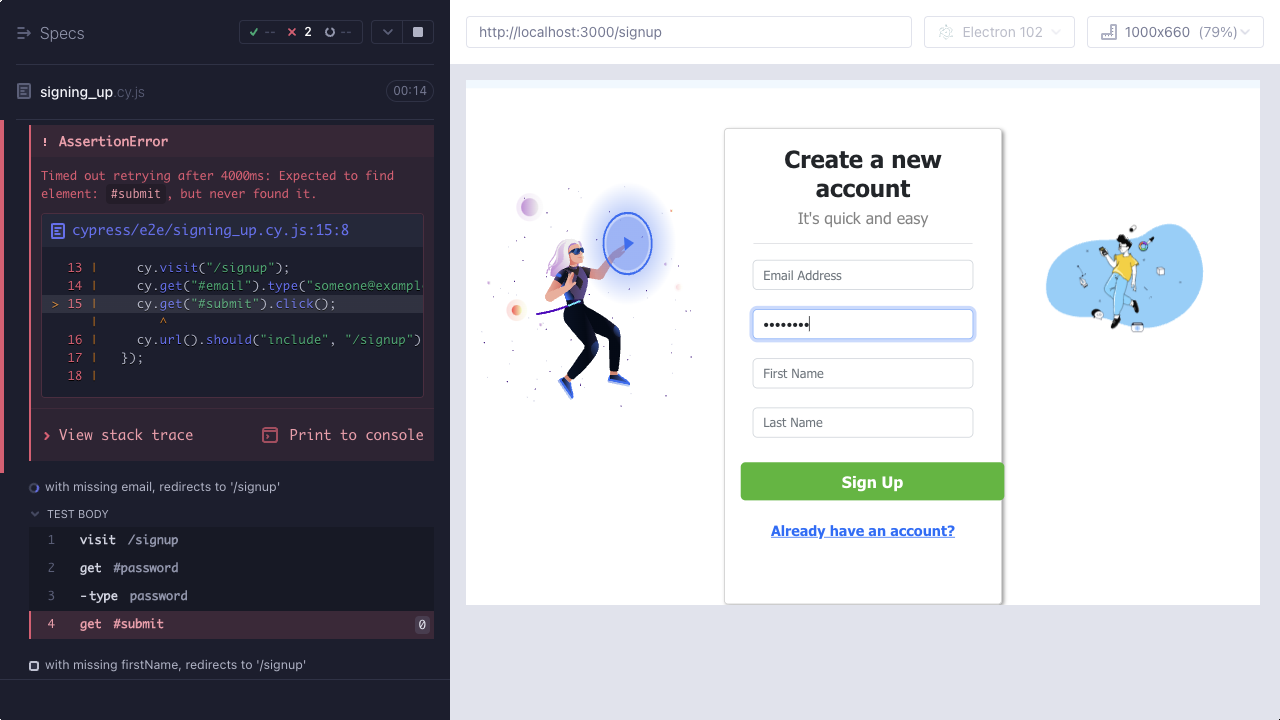 Specs
-- 2 --
signing_up.cy.js 00:14
! AssertionError
Timed out retrying after 4000ms: Expected to find
element: #submit, but never found it.
cypress/e2e/signing_up.cy.js:15:8
13 | cy.visit("/signup");
14 | cy.get("#email").type("someone@exampl
> 15 | cy.get("#submit").click();
| ^
16 | cy.url().should("include", "/signup")
17 | });
18 |
View stack trace
Print to console
with missing email, redirects to '/signup'
TEST BODY
1 visit /signup
2 get #password
3 -type password
4 get #submit 0
with missing firstName, redirects to '/signup'
http://localhost:3000/signup
Electron 102
1000x660 (79%)
Create a new
account
It's quick and easy
Email Address
••••••••
First Name
Last Name
Sign Up
Already have an account?